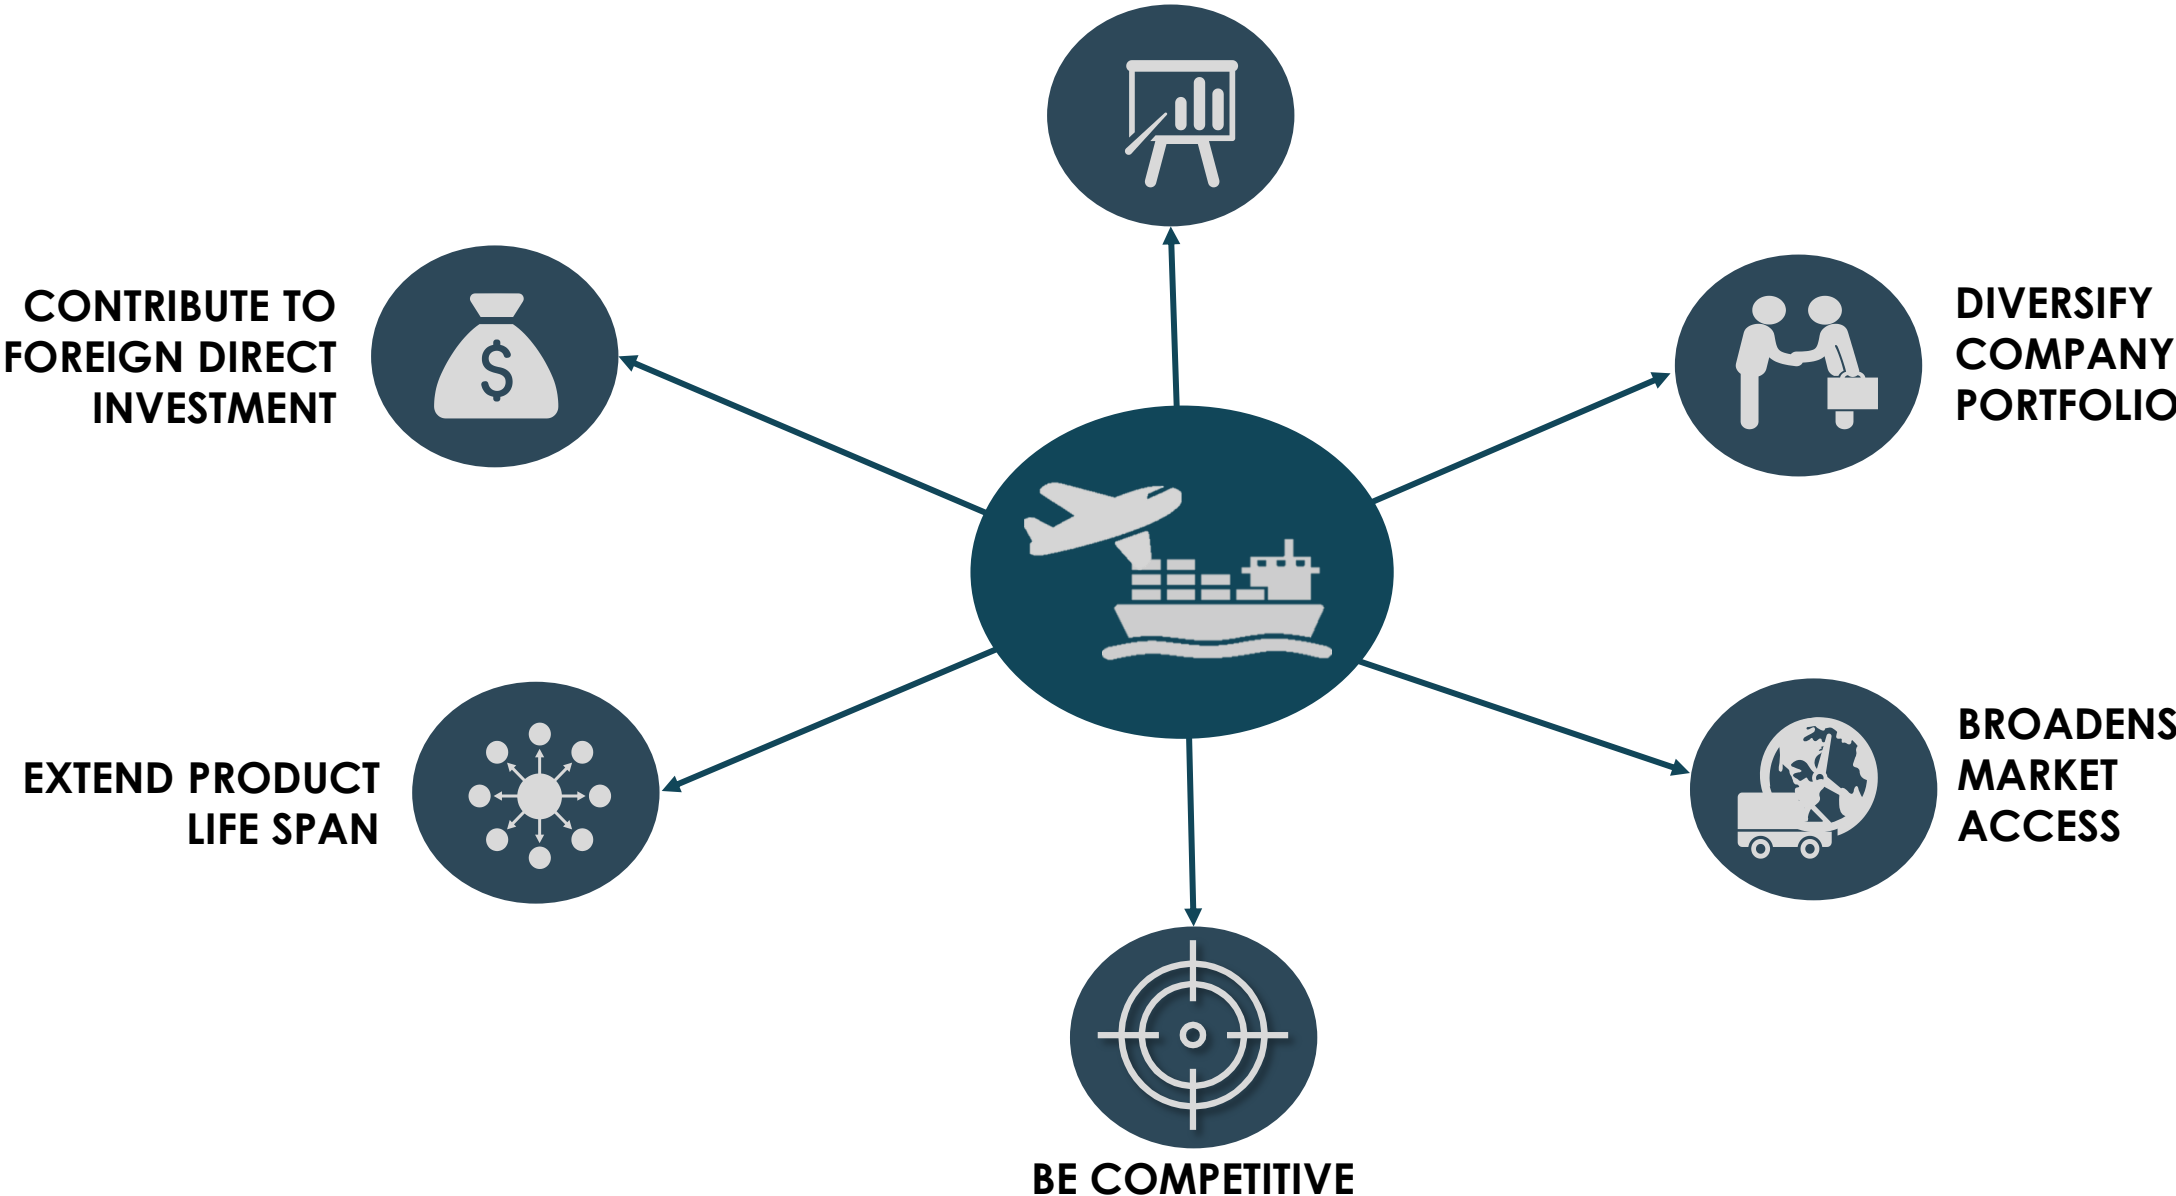 CONTRIBUTE TO
FOREIGN DIRECT
INVESTMENT
DIVERSIFY
COMPANY
PORTFOLIO
EXTEND PRODUCT
LIFE SPAN
BROADENS
MARKET
ACCESS
BE COMPETITIVE
$